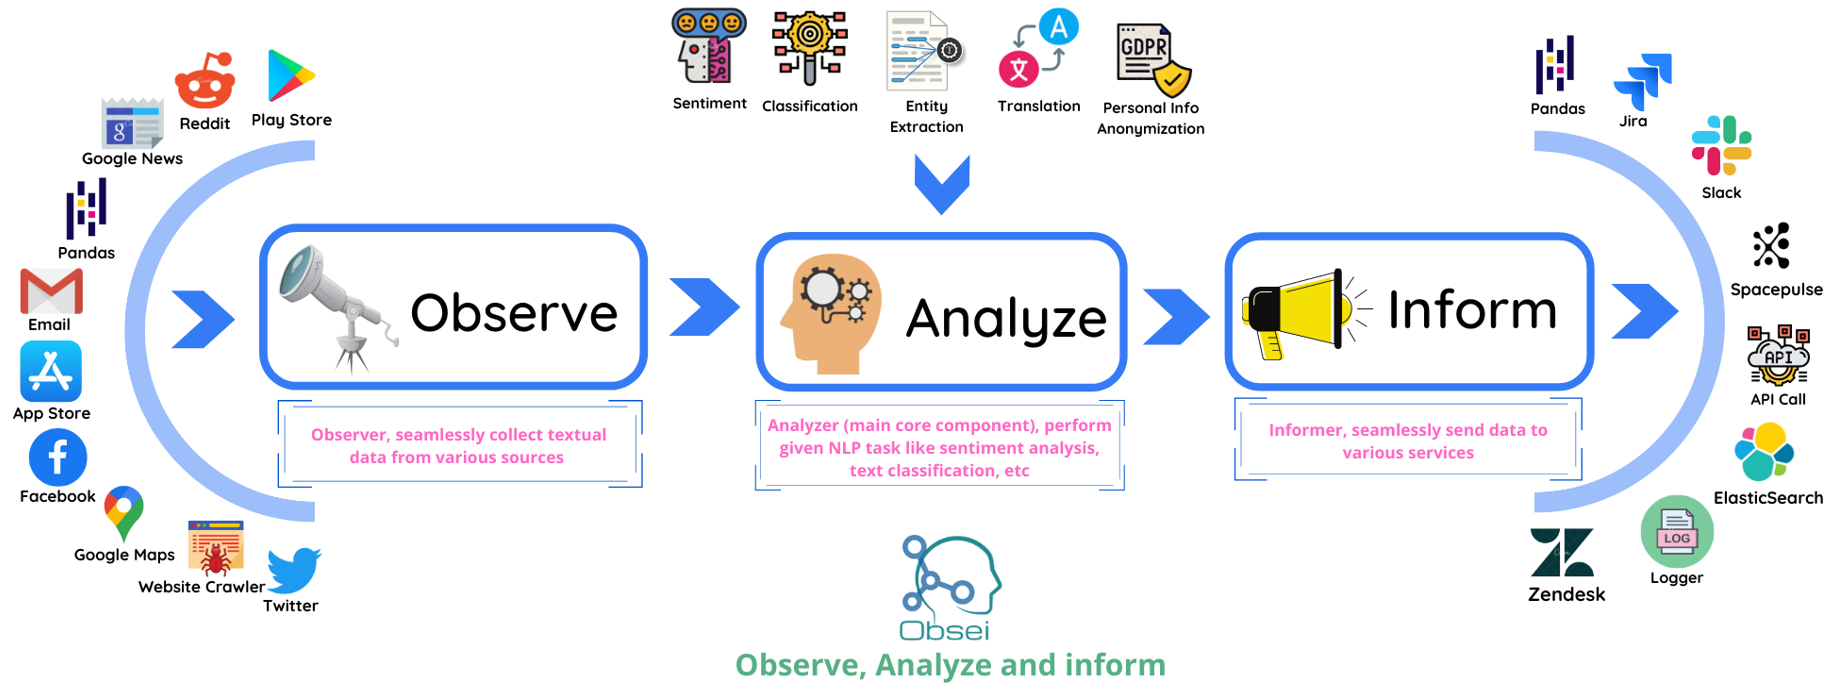 Play Store
Reddit
Google News
Pandas
Email
App Store
Facebook
Google Maps
Website Crawler
Twitter
Observe
Observer, seamlessly collect textual
data from various sources
Sentiment
Classification
Entity
Extraction
Translation
A
文
GDPR
Personal Info
Anonymization
Analyze
Analyzer (main core component), perform
given NLP task like sentiment analysis,
text classification, etc
Inform
Informer, seamlessly send data to
various services
Pandas
Jira
Slack
Spacepulse
API
API Call
ElasticSearch
LOG
Logger
Zendesk
Obsei
Observe, Analyze and inform